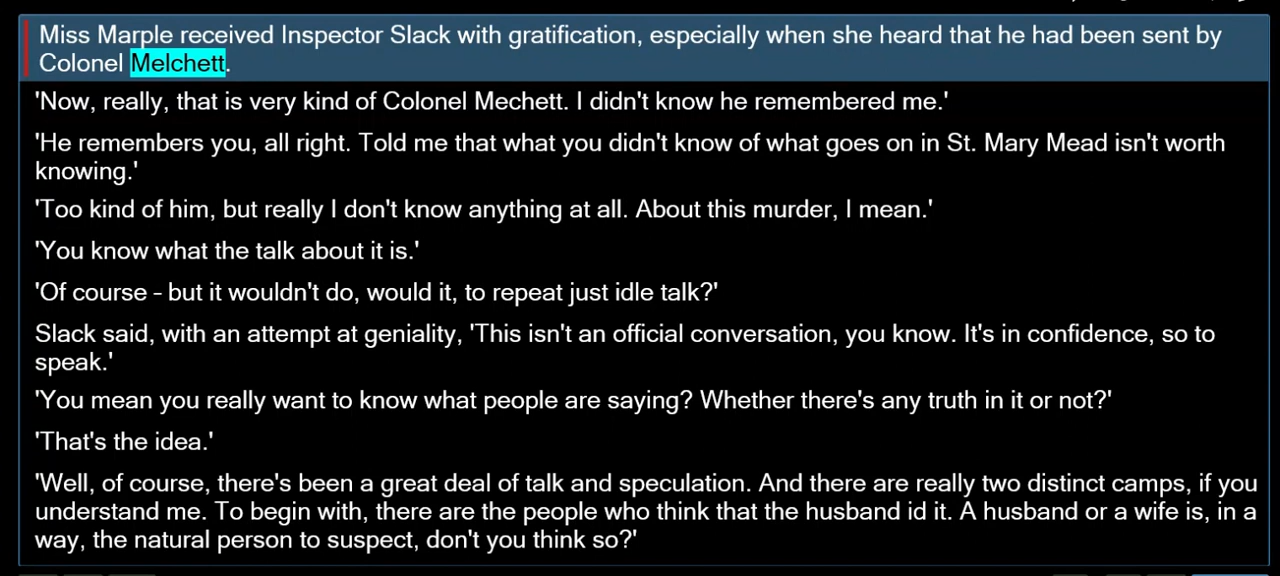 Miss Marple received Inspector Slack with gratification, especially when she heard that he had been sent by
Colonel Melchett.
'Now, really, that is very kind of Colonel Mechett. I didn't know he remembered me.'
'He remembers you, all right. Told me that what you didn't know of what goes on in St. Mary Mead isn't worth
knowing.'
'Too kind of him, but really I don't know anything at all. About this murder, I mean.'
'You know what the talk about it is.'
'Of course - but it wouldn't do, would it, to repeat just idle talk?'
Slack said, with an attempt at geniality, 'This isn't an official conversation, you know. It's in confidence, so to
speak.'
'You mean you really want to know what people are saying? Whether there's any truth in it or not?'
'That's the idea.'
'Well, of course, there's been a great deal of talk and speculation. And there are really two distinct camps, if you
understand me. To begin with, there are the people who think that the husband id it. A husband or a wife is, in a
way, the natural person to suspect, don't you think so?'